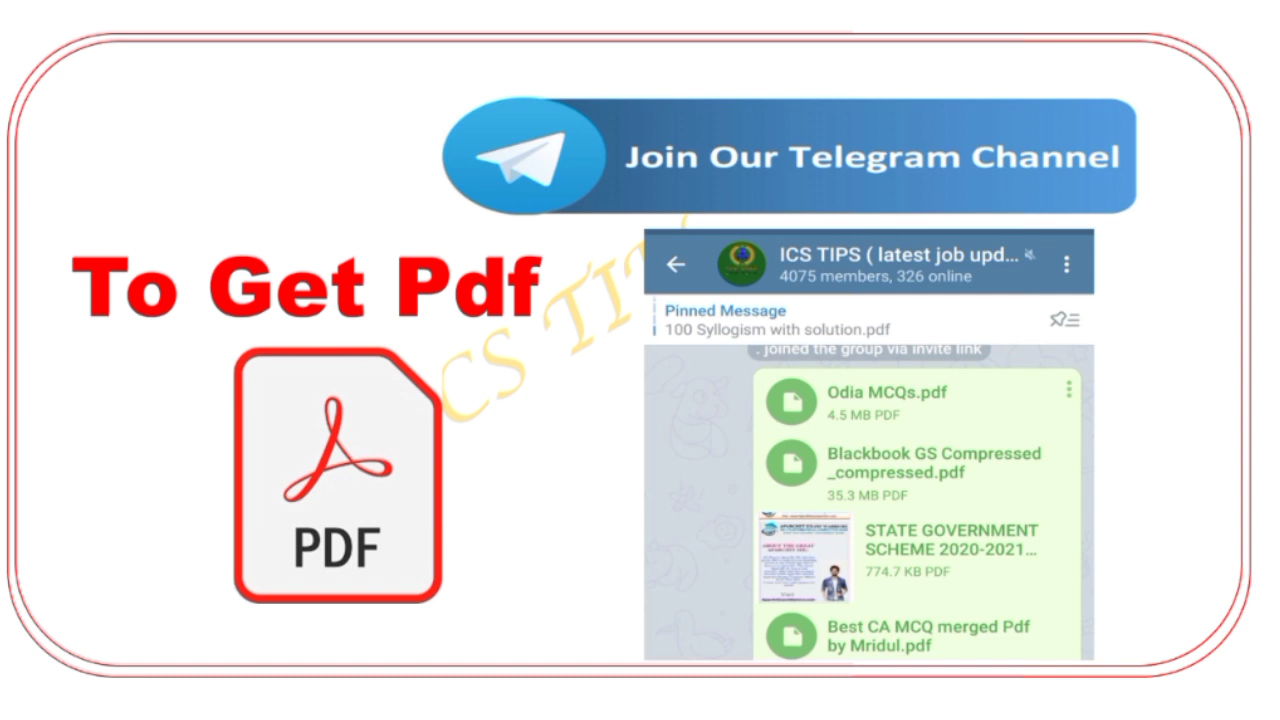 Join Our Telegram Channel
To Get Pdf
PDF
ICS TIPS ( latest job upd...
4075 members, 326 online
Pinned Message
100 Syllogism with solution.pdf
. joined the group via invite link
Odia MCQs.pdf
4.5 MB PDF
Blackbook GS Compressed
_compressed.pdf
35.3 MB PDF
STATE GOVERNMENT
SCHEME 2020-2021...
774.7 KB PDF
Best CA MCQ merged Pdf
by Mridul.pdf